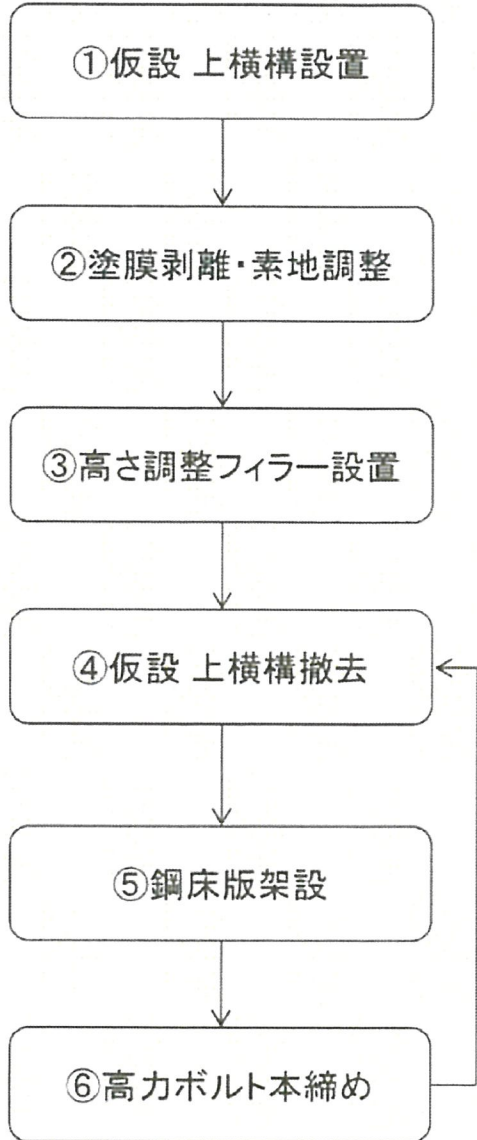 ①仮設 上横構設置
②塗膜剥離・素地調整
③高さ調整フィラー設置
④仮設 上横構撤去
⑤鋼床版架設
⑥高力ボルト本締め